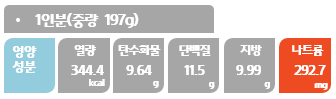 • 1인분(중량 197g)
영양 성분
열량 344.4 kcal
탄수화물 9.64 g
단백질 11.5 g
지방 9.99 g
나트륨 292.7 mg